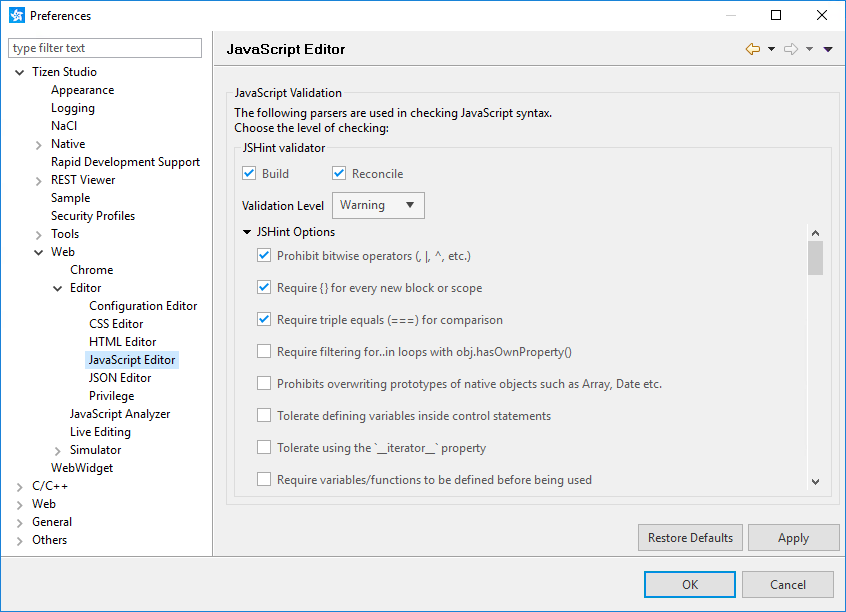 Preferences
type filter text
Tizen Studio
Appearance
Logging
NaCl
Native
Rapid Development Support
REST Viewer
Sample
Security Profiles
Tools
Web
Chrome
Editor
Configuration Editor
CSS Editor
HTML Editor
JavaScript Editor
JSON Editor
Privilege
JavaScript Analyzer
Live Editing
Simulator
WebWidget
C/C++
Web
General
Others
JavaScript Editor
JavaScript Validation
The following parsers are used in checking JavaScript syntax.
Choose the level of checking:
JSHint validator
Build Reconcile
Validation Level Warning
JSHint Options
Prohibit bitwise operators (, |, ^, etc.)
Require {} for every new block or scope
Require triple equals (===) for comparison
Require filtering for..in loops with obj.hasOwnProperty()
Prohibits overwriting prototypes of native objects such as Array, Date etc.
Tolerate defining variables inside control statements
Tolerate using the `__iterator__` property
Require variables/functions to be defined before being used
Restore Defaults Apply
OK Cancel